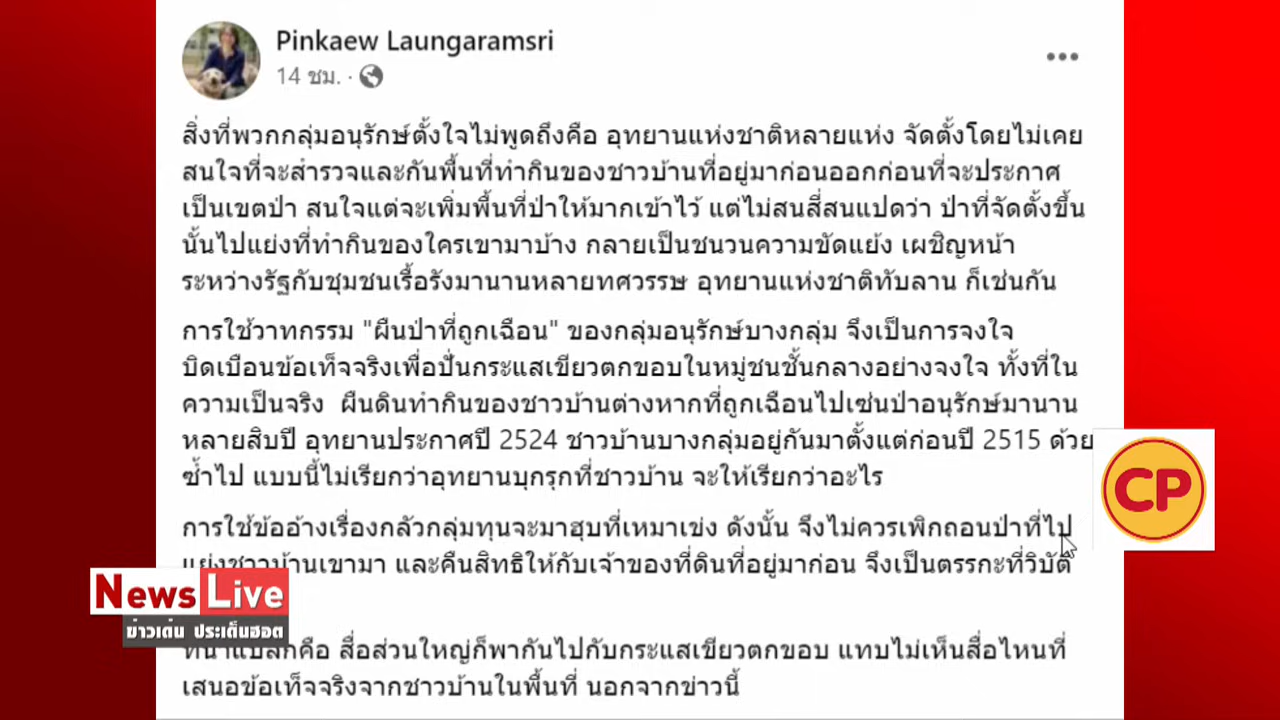 Pinkaew Laungaramsri
14 ชม.
สิ่งที่พวกกลุ่มอนุรักษ์ตั้งใจไม่พูดถึงคือ อุทยานแห่งชาติหลายแห่ง จัดตั้งโดยไม่เคย
สนใจที่จะสำรวจและกันพื้นที่ทำกินของชาวบ้านที่อยู่มาก่อนออกก่อนที่จะประกาศ
เป็นเขตป่า สนใจแต่จะเพิ่มพื้นที่ป่าให้มากเข้าไว้ แต่ไม่สนสี่สนแปดว่า ป่าที่จัดตั้งขึ้น
นั้นไปแย่งที่ทำกินของใครเขามาบ้าง กลายเป็นชนวนความขัดแย้ง เผชิญหน้า
ระหว่างรัฐกับชุมชนเรื้อรังมานานหลายทศวรรษ อุทยานแห่งชาติทับลาน ก็เช่นกัน
การใช้วาทกรรม "ผืนป่าที่ถูกเฉือน" ของกลุ่มอนุรักษ์บางกลุ่ม จึงเป็นการจงใจ
บิดเบือนข้อเท็จจริงเพื่อปั่นกระแสเขียวตกขอบในหมู่ชนชั้นกลางอย่างจงใจ ทั้งที่ใน
ความเป็นจริง ผืนดินทำกินของชาวบ้านต่างหากที่ถูกเฉือนไปเซ่นป่าอนุรักษ์มานาน
หลายสิบปี อุทยานประกาศปี 2524 ชาวบ้านบางกลุ่มอยู่กันมาตั้งแต่ก่อนปี 2515 ด้วย
ซ้ำไป แบบนี้ไม่เรียกว่าอุทยานบุกรุกที่ชาวบ้าน จะให้เรียกว่าอะไร
CP
การใช้ข้ออ้างเรื่องกลัวกลุ่มทุนจะมาฮุบที่เหมาเข่ง ดังนั้น จึงไม่ควรเพิกถอนป่าที่ไป
แย่งชาวบ้านเขามา และคืนสิทธิให้กับเจ้าของที่ดินที่อยู่มาก่อน จึงเป็นตรรกะที่วิบัติ
News Live
ข่าวเด่น ประเด็นฮอต
ที่น่าแปลกคือ สื่อส่วนใหญ่ก็พากันไปกับกระแสเขียวตกขอบ แทบไม่เห็นสื่อไหนที่
เสนอข้อเท็จจริงจากชาวบ้านในพื้นที่ นอกจากข่าวนี้